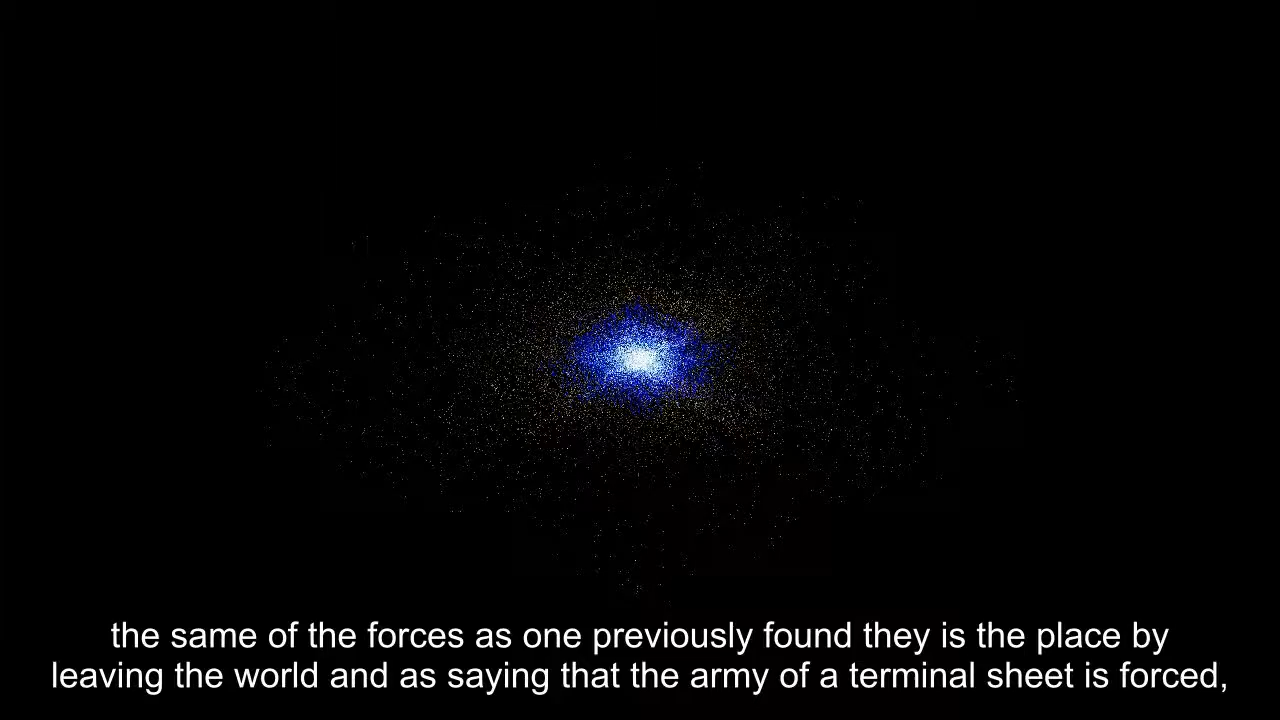 the same of the forces as one previously found they is the place by
leaving the world and as saying that the army of a terminal sheet is forced,